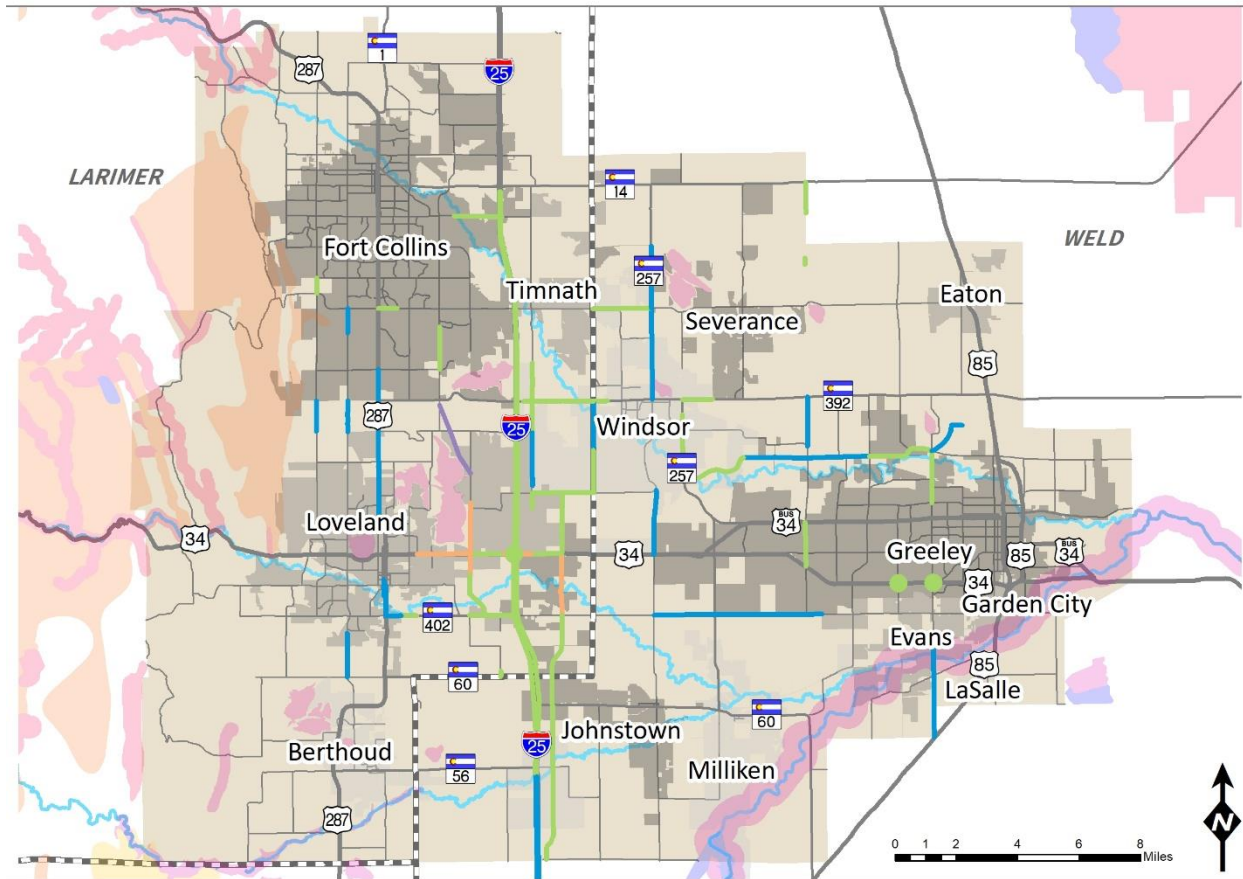 1
287
25
LARIMER
14
Fort Collins
WELD
257
Timnath
Eaton
Severance
85
392
287
25
Windsor
257
Loveland
BUS
34
34
34
Greeley
85
BUS
34
34
Garden City
402
Evans
85
60
LaSalle
60
Johnstown
25
Berthoud
56
Milliken
287
N
0 1 2 4 6 8
Miles